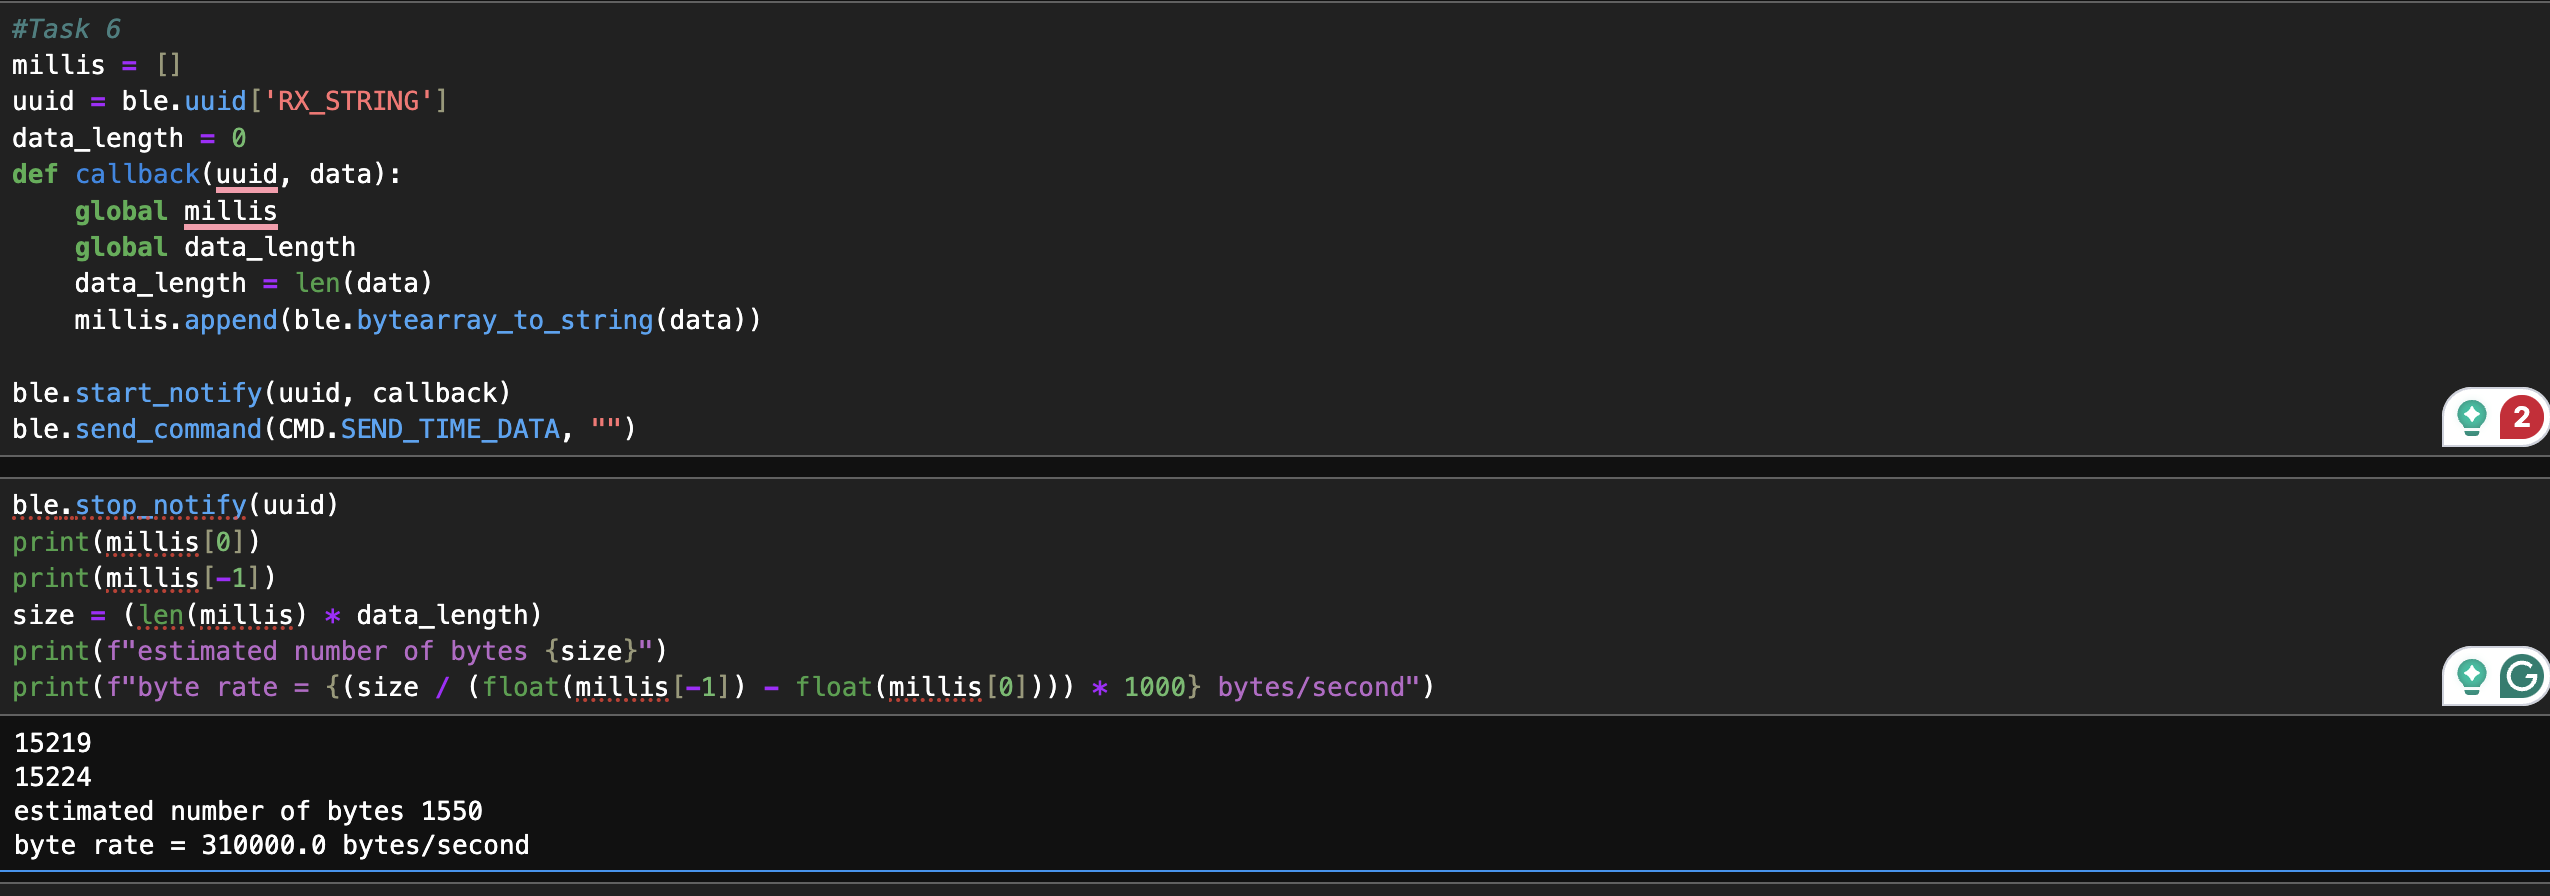 #Task 6
millis = []
uuid = ble.uuid['RX_STRING']
data_length = 0
def callback(uuid, data):
    global millis
    global data_length
    data_length = len(data)
    millis.append(ble.bytearray_to_string(data))
ble.start_notify(uuid, callback)
ble.send_command(CMD.SEND_TIME_DATA, "")
2
ble.stop_notify(uuid)
print(millis[0])
print(millis[-1])
size = (len(millis) * data_length)
print(f"estimated number of bytes {size}")
print(f"byte rate = {(size / (float(millis[-1]) - float(millis[0]))) * 1000} bytes/second")
15219
15224
estimated number of bytes 1550
byte rate = 310000.0 bytes/second